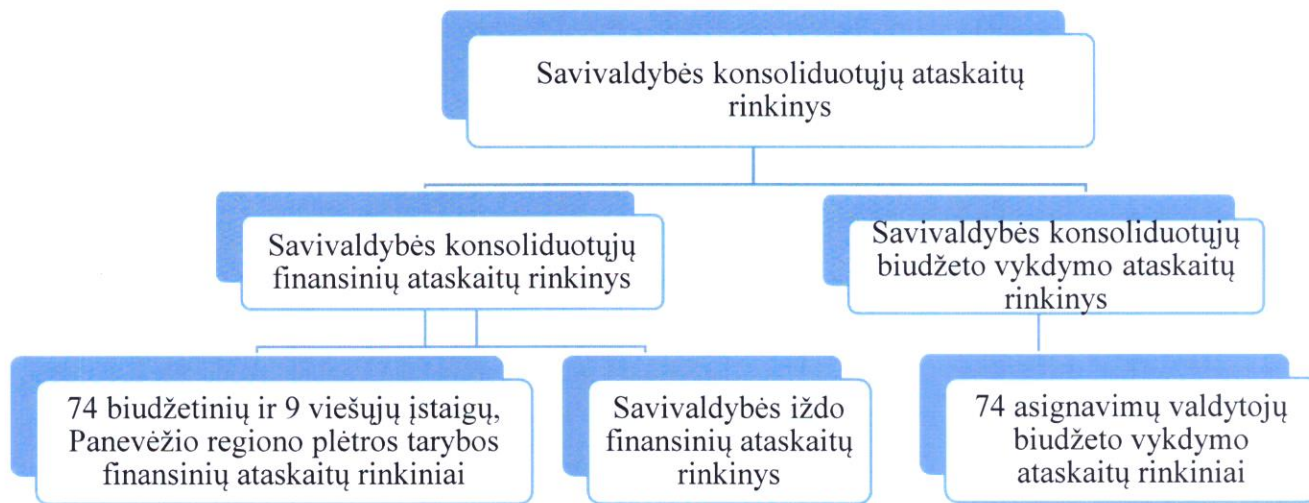 Savivaldybės konsoliduotųjų ataskaitų
rinkinys
Savivaldybės konsoliduotųjų
finansinių ataskaitų rinkinys
Savivaldybės konsoliduotųjų
biudžeto vykdymo ataskaitų
rinkinys
74 biudžetinių ir 9 viešųjų įstaigų,
Panevėžio regiono plėtros tarybos
finansinių ataskaitų rinkiniai
Savivaldybės iždo
finansinių ataskaitų
rinkinys
74 asignavimų valdytojų
biudžeto vykdymo
ataskaitų rinkiniai